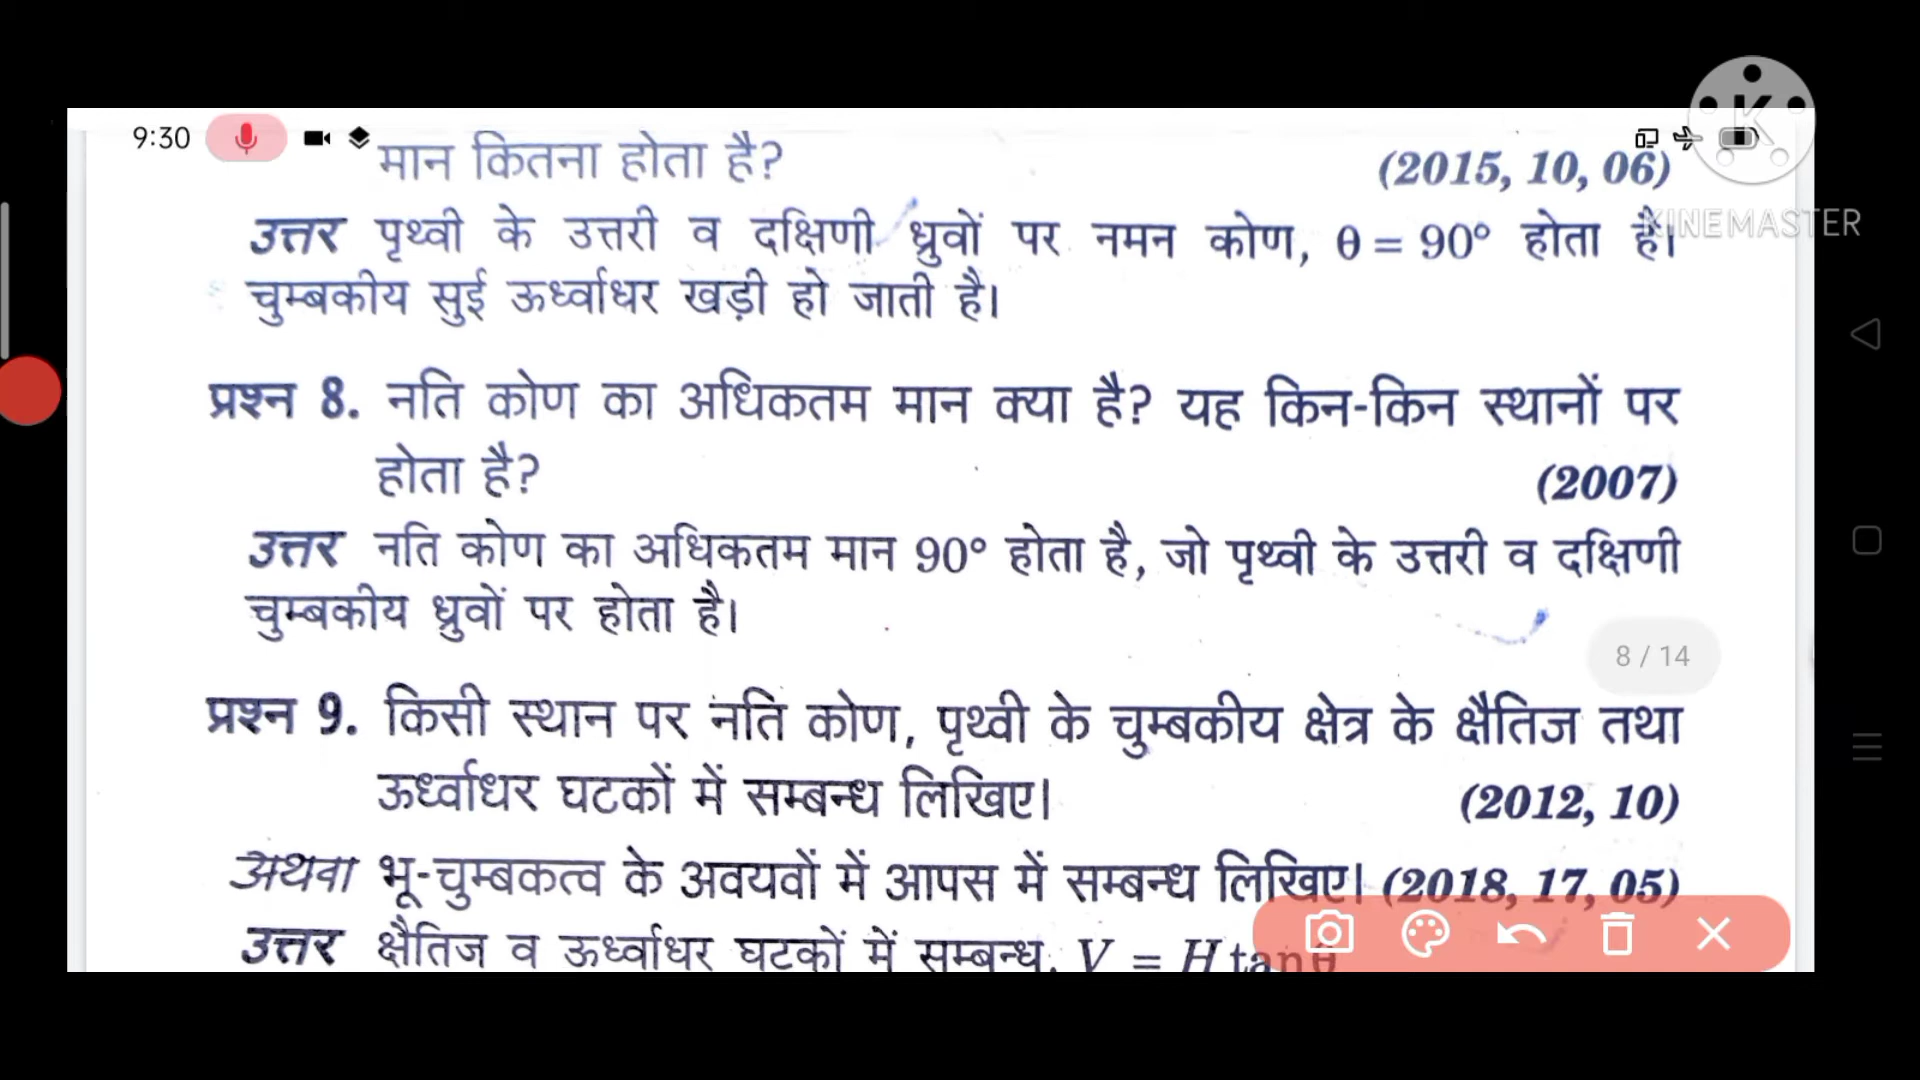 9:30
K
मान कितना होता है?
(2015, 10, 06)
KINEMASTER
उत्तर पृथ्वी के उत्तरी व दक्षिणी ध्रुवों पर नमन कोण, θ = 90° होता है।
चुम्बकीय सुई ऊर्ध्वाधर खड़ी हो जाती है।
प्रश्न 8. नति कोण का अधिकतम मान क्या है? यह किन-किन स्थानों पर
होता है? (2007)
उत्तर नति कोण का अधिकतम मान 90° होता है, जो पृथ्वी के उत्तरी व दक्षिणी
चुम्बकीय ध्रुवों पर होता है।
8 / 14
प्रश्न 9. किसी स्थान पर नति कोण, पृथ्वी के चुम्बकीय क्षेत्र के क्षैतिज तथा
ऊर्ध्वाधर घटकों में सम्बन्ध लिखिए। (2012, 10)
अथवा भू-चुम्बकत्व के अवयवों में आपस में सम्बन्ध लिखिए। (2018, 17, 05)
उत्तर क्षैतिज व ऊर्ध्वाधर घटकों में सम्बन्ध, V = H tan θ